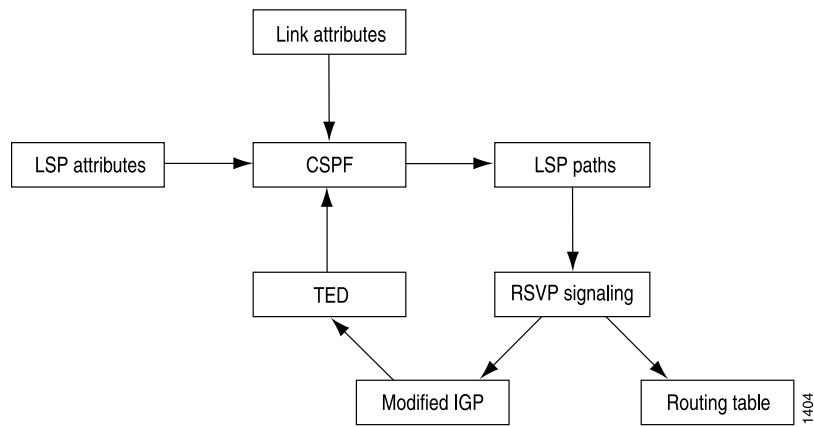 Link attributes
LSP attributes
CSPF
LSP paths
TED
RSVP signaling
Modified IGP
Routing table
1404